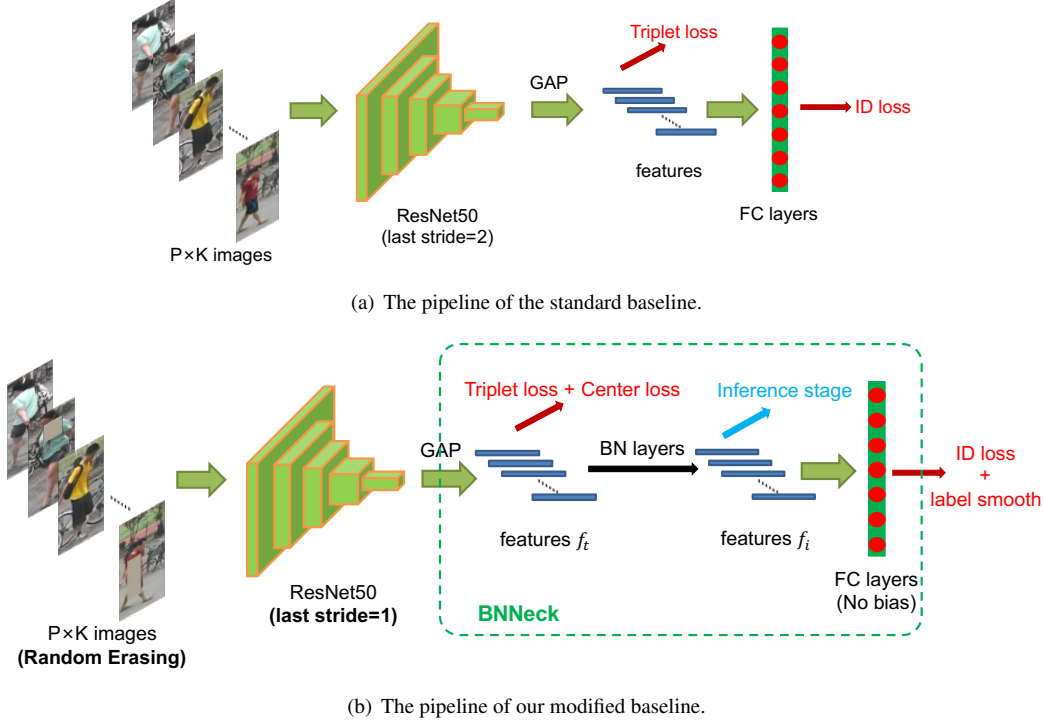 Triplet loss
GAP
ID loss
features
FC layers
ResNet50
(last stride=2)
P×K images
(a) The pipeline of the standard baseline.
Triplet loss + Center loss
Inference stage
GAP
BN layers
ID loss
+
label smooth
features f_t
features f_i
FC layers
(No bias)
ResNet50
(last stride=1)
BNNeck
P×K images
(Random Erasing)
(b) The pipeline of our modified baseline.